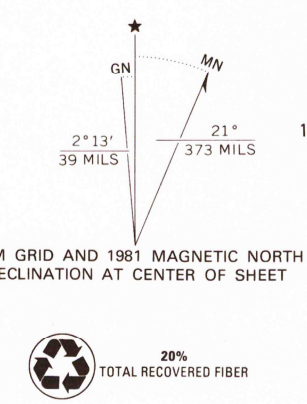 ★
GN
MN
2°13′
39 MILS
21°
373 MILS
1
M GRID AND 1981 MAGNETIC NORTH
ECLINATION AT CENTER OF SHEET
20%
TOTAL RECOVERED FIBER